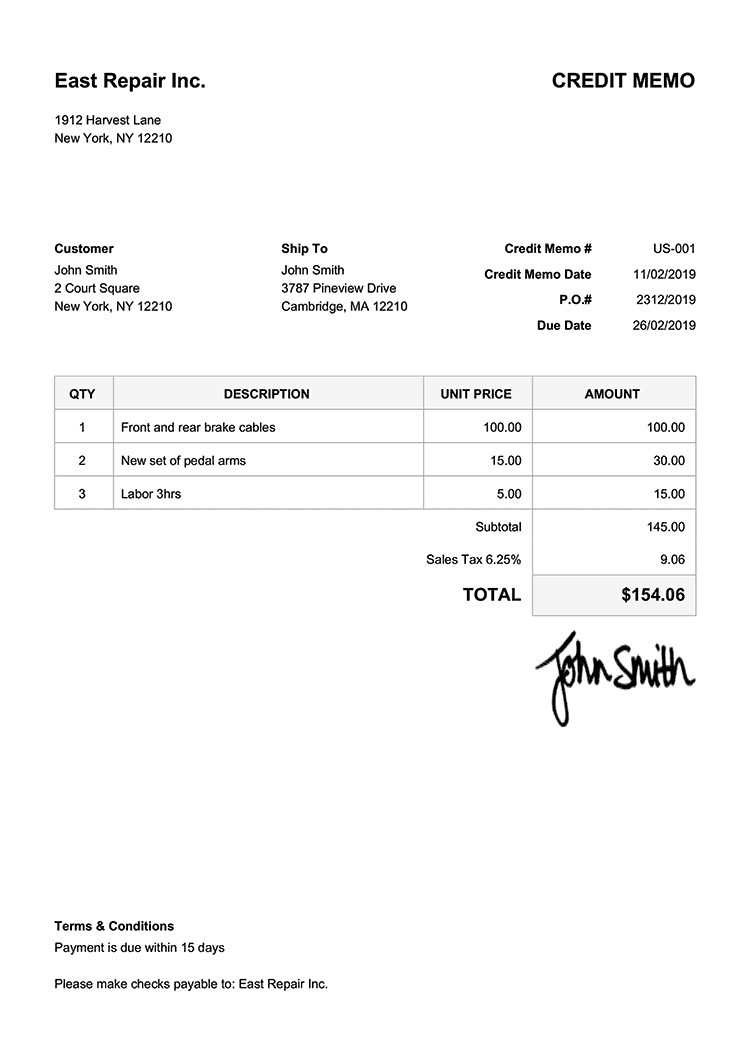 East Repair Inc.
CREDIT MEMO
1912 Harvest Lane
New York, NY 12210
Customer
John Smith
2 Court Square
New York, NY 12210
Ship To
John Smith
3787 Pineview Drive
Cambridge, MA 12210
Credit Memo # US-001
Credit Memo Date 11/02/2019
P.O.# 2312/2019
Due Date 26/02/2019
QTY DESCRIPTION UNIT PRICE AMOUNT
1 Front and rear brake cables 100.00 100.00
2 New set of pedal arms 15.00 30.00
3 Labor 3hrs 5.00 15.00
Subtotal 145.00
Sales Tax 6.25% 9.06
TOTAL $154.06
John Smith
Terms & Conditions
Payment is due within 15 days
Please make checks payable to: East Repair Inc.